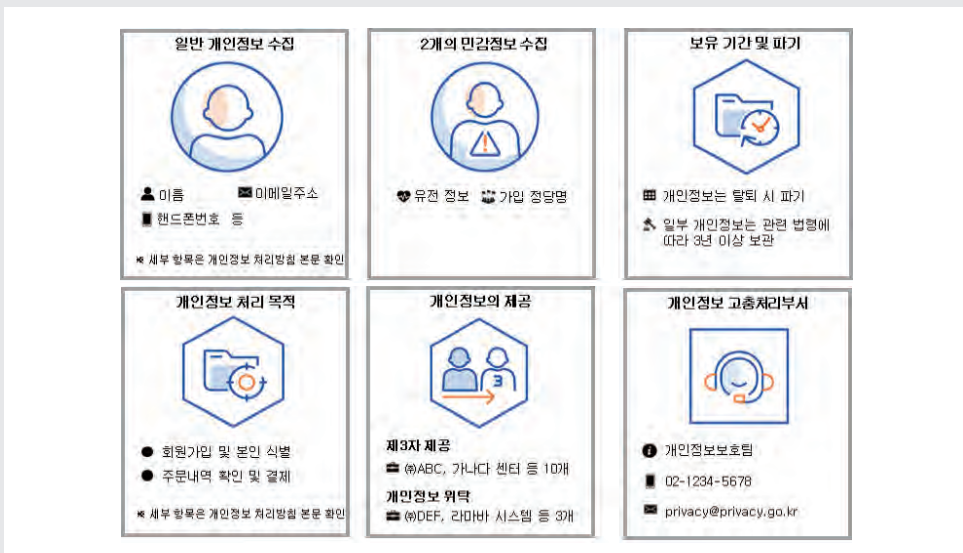 일반 개인정보 수집
이름 이메일주소
핸드폰번호 등
※ 세부 항목은 개인정보 처리방침 본문 확인
2개의 민감정보 수집
유전 정보 가입 정당명
보유 기간 및 파기
개인정보는 탈퇴 시 파기
일부 개인정보는 관련 법령에
따라 3년 이상 보관
개인정보 처리 목적
● 회원가입 및 본인 식별
● 주문내역 확인 및 결제
※ 세부 항목은 개인정보 처리방침 본문 확인
개인정보의 제공
3
제3자 제공
㈜ABC, 가나다 센터 등 10개
개인정보 위탁
㈜DEF, 라마바 시스템 등 3개
개인정보 고충처리부서
개인정보보호팀
02-1234-5678
privacy@privacy.go.kr